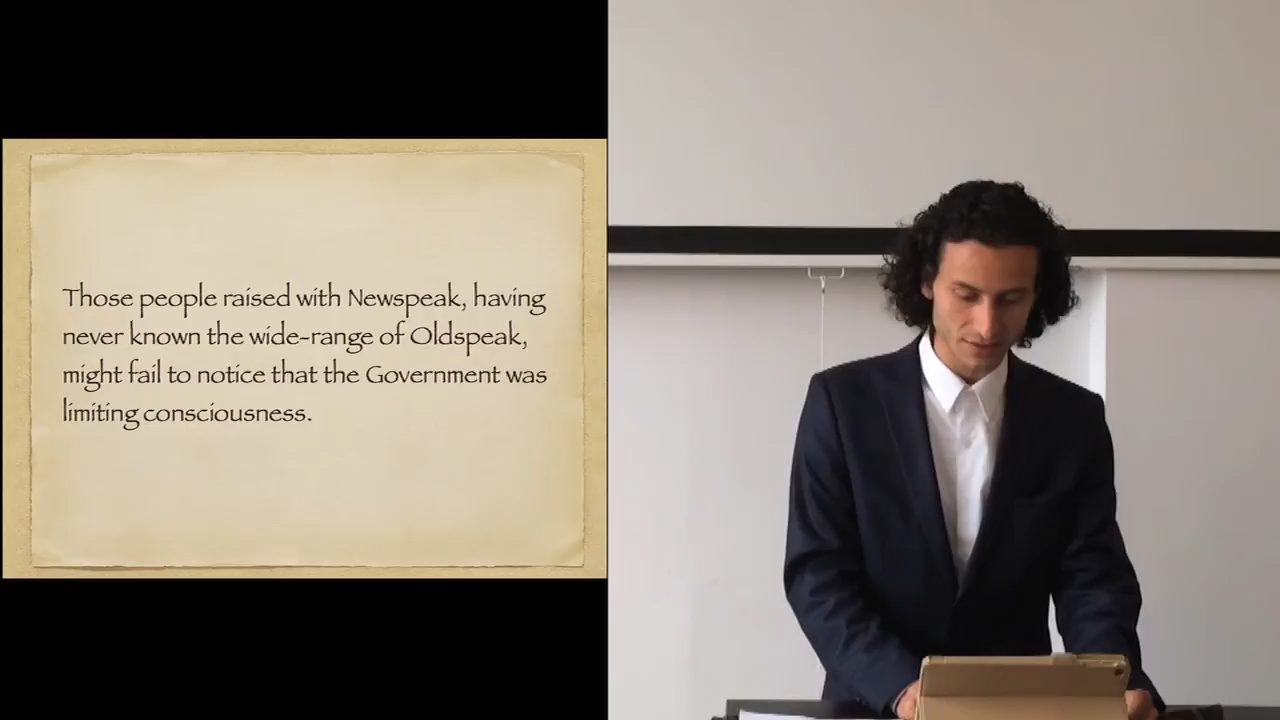 Those people raised with Newspeak, having
never known the wide-range of Oldspeak,
might fail to notice that the Government was
limiting consciousness.